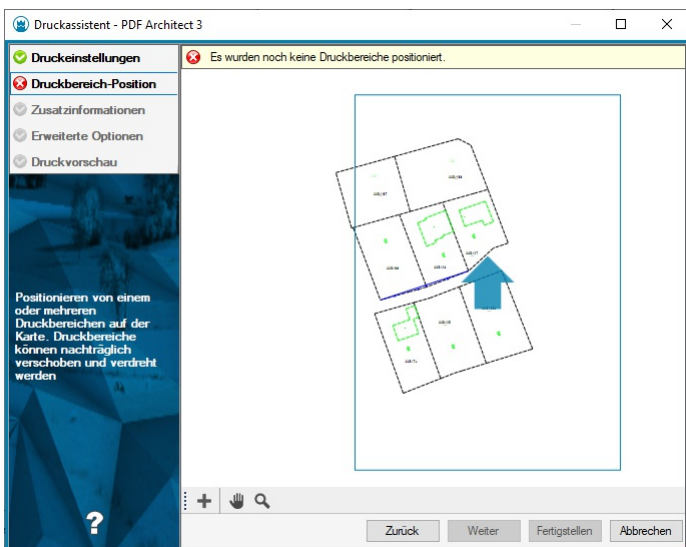 Druckassistent - PDF Architect 3
Druckeinstellungen
Druckbereich-Position
Zusatzinformationen
Erweiterte Optionen
Druckvorschau
Es wurden noch keine Druckbereiche positioniert.
Positionieren von einem
oder mehreren
Druckbereichen auf der
Karte. Druckbereiche
können nachträglich
verschoben und verdreht
werden
?
Zurück
Weiter
Fertigstellen
Abbrechen